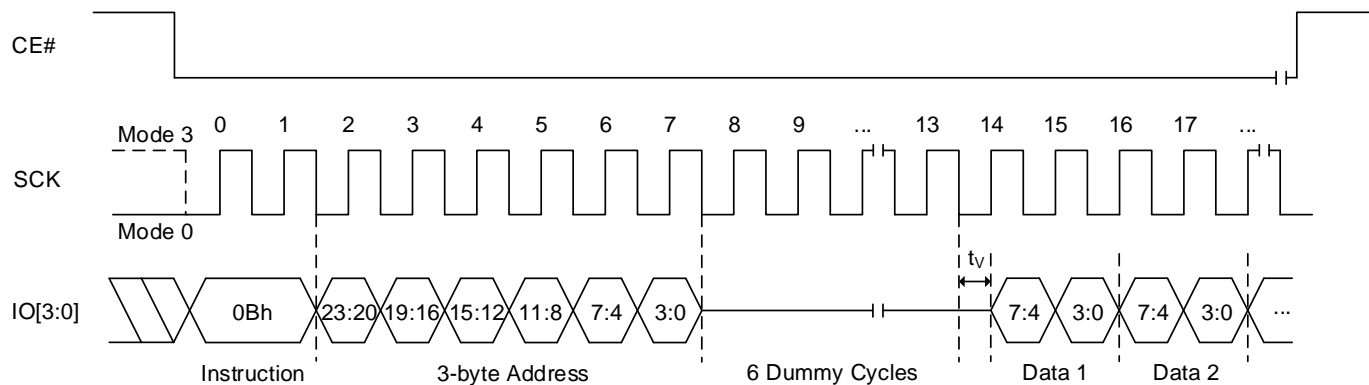 CE#
0 1 2 3 4 5 6 7 8 9 ... 13 14 15 16 17 ...
Mode 3
SCK
Mode 0
tV
IO[3:0] 0Bh 23:20 19:16 15:12 11:8 7:4 3:0 7:4 3:0 7:4 3:0 ...
Instruction 3-byte Address 6 Dummy Cycles Data 1 Data 2